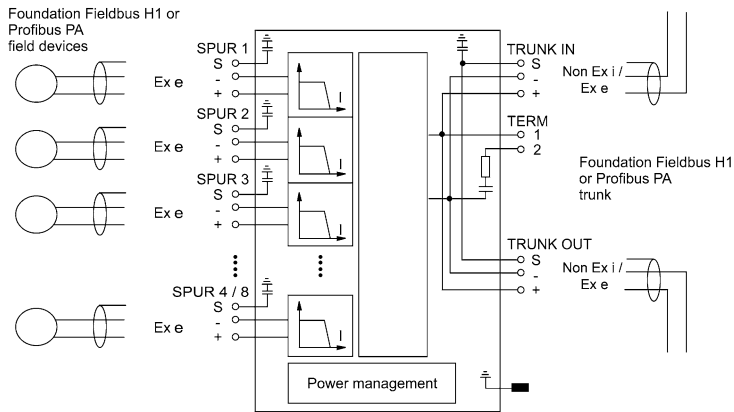 Foundation Fieldbus H1 or
Profibus PA
field devices
SPUR 1
S
-
+
Ex e
I
SPUR 2
S
-
+
Ex e
I
SPUR 3
S
-
+
Ex e
I
SPUR 4 / 8
S
-
+
Ex e
I
Power management
TRUNK IN
S
-
+
Non Ex i /
Ex e
TERM
1
2
Foundation Fieldbus H1
or Profibus PA
trunk
TRUNK OUT
S
-
+
Non Ex i /
Ex e